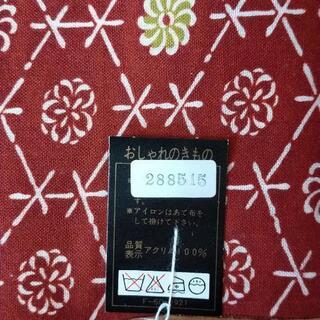 おしゃれのきもの
288515
す。
※アイロンはあて布を
して掛けて下さい。
品質
表示 アクリル100%